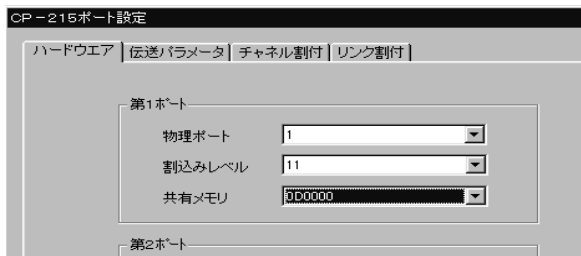 CP－215ポート設定
ハードウエア 伝送パラメータ チャネル割付 リンク割付
第1ポート
物理ポート 1
割込みレベル 11
共有メモリ 0D0000
第2ポート